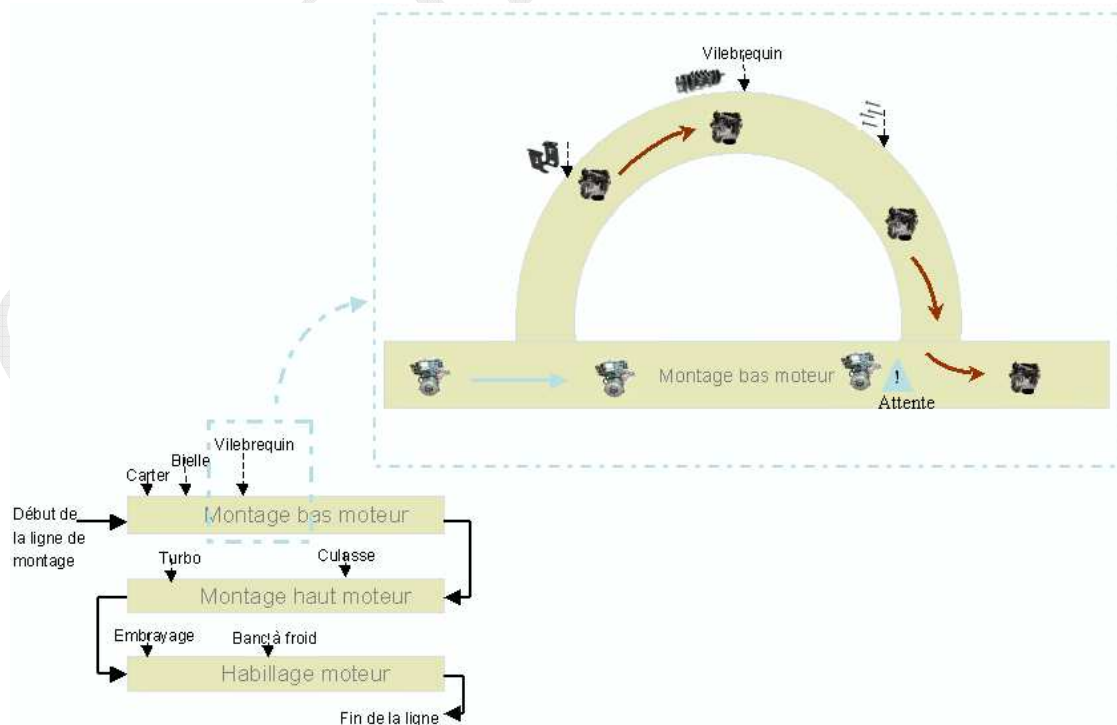 Vilebrequin
Montage bas moteur
!
Attente
Vilebrequin
Bielle
Carter
Début de
la ligne de
montage
Montage bas moteur
Turbo
Culasse
Montage haut moteur
Embrayage
Banc à froid
Habillage moteur
Fin de la ligne